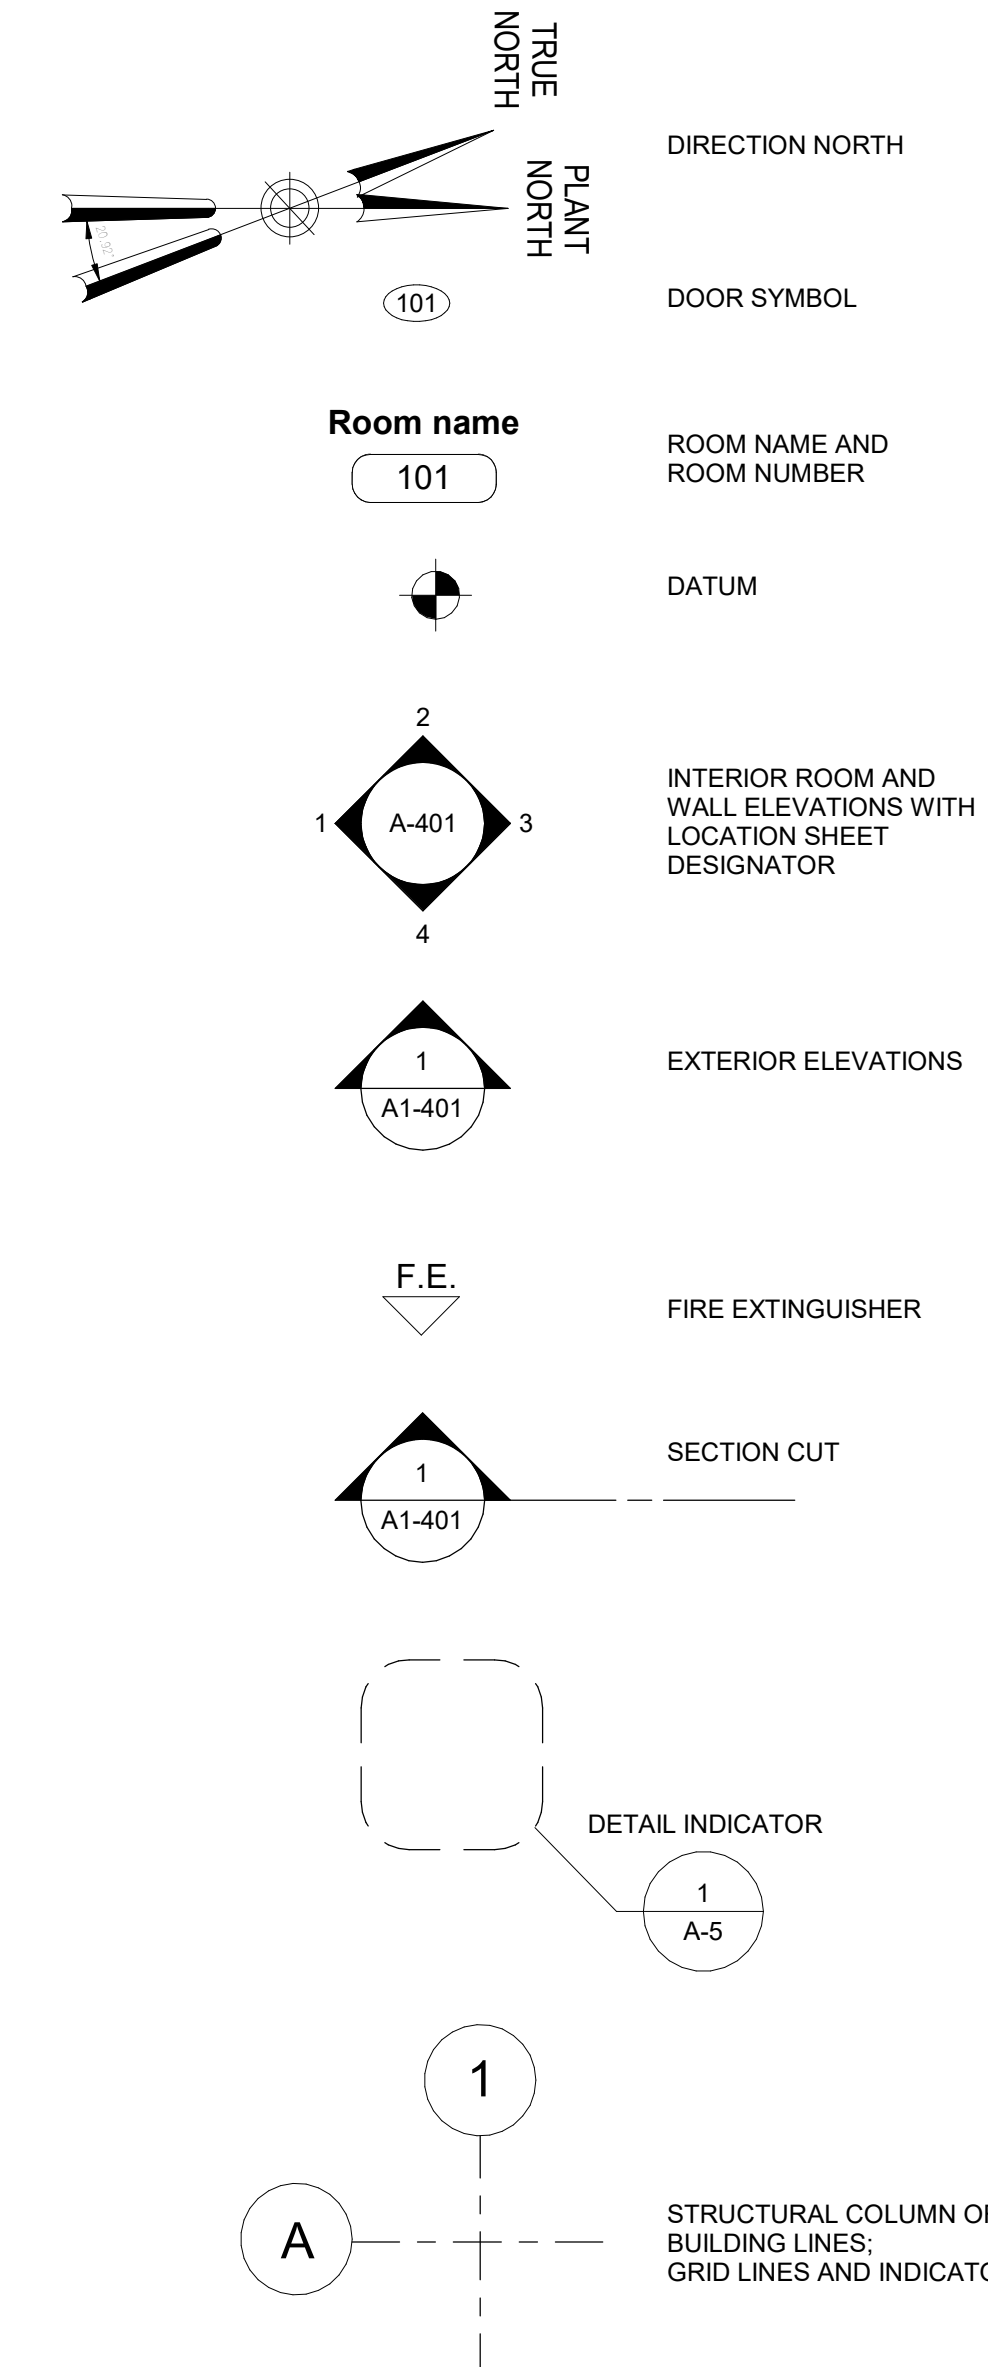 TRUE
NORTH
DIRECTION NORTH
PLANT
NORTH
20.92°
101
DOOR SYMBOL
Room name
101
ROOM NAME AND
ROOM NUMBER
DATUM
2
1
A-401
3
4
INTERIOR ROOM AND
WALL ELEVATIONS WITH
LOCATION SHEET
DESIGNATOR
1
A1-401
EXTERIOR ELEVATIONS
F.E.
FIRE EXTINGUISHER
1
A1-401
SECTION CUT
DETAIL INDICATOR
1
A-5
1
A
STRUCTURAL COLUMN
BUILDING LINES;
GRID LINES AND